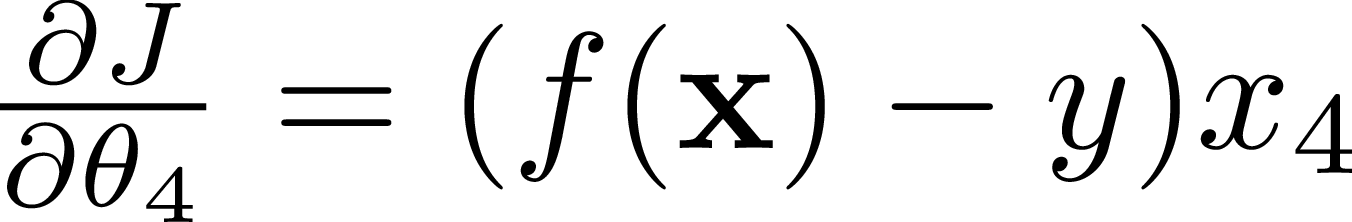 ∂J/∂θ₄ = (f(𝐱) − y)x₄